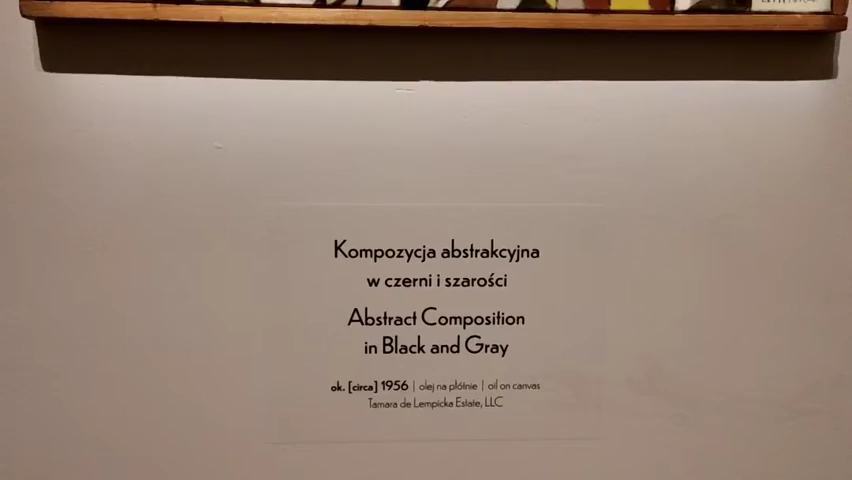 Kompozycja abstrakcyjna
w czerni i szarości
Abstract Composition
in Black and Gray
ok. [circa] 1956 | olej na płótnie | oil on canvas
Tamara de Lempicka Estate, LLC